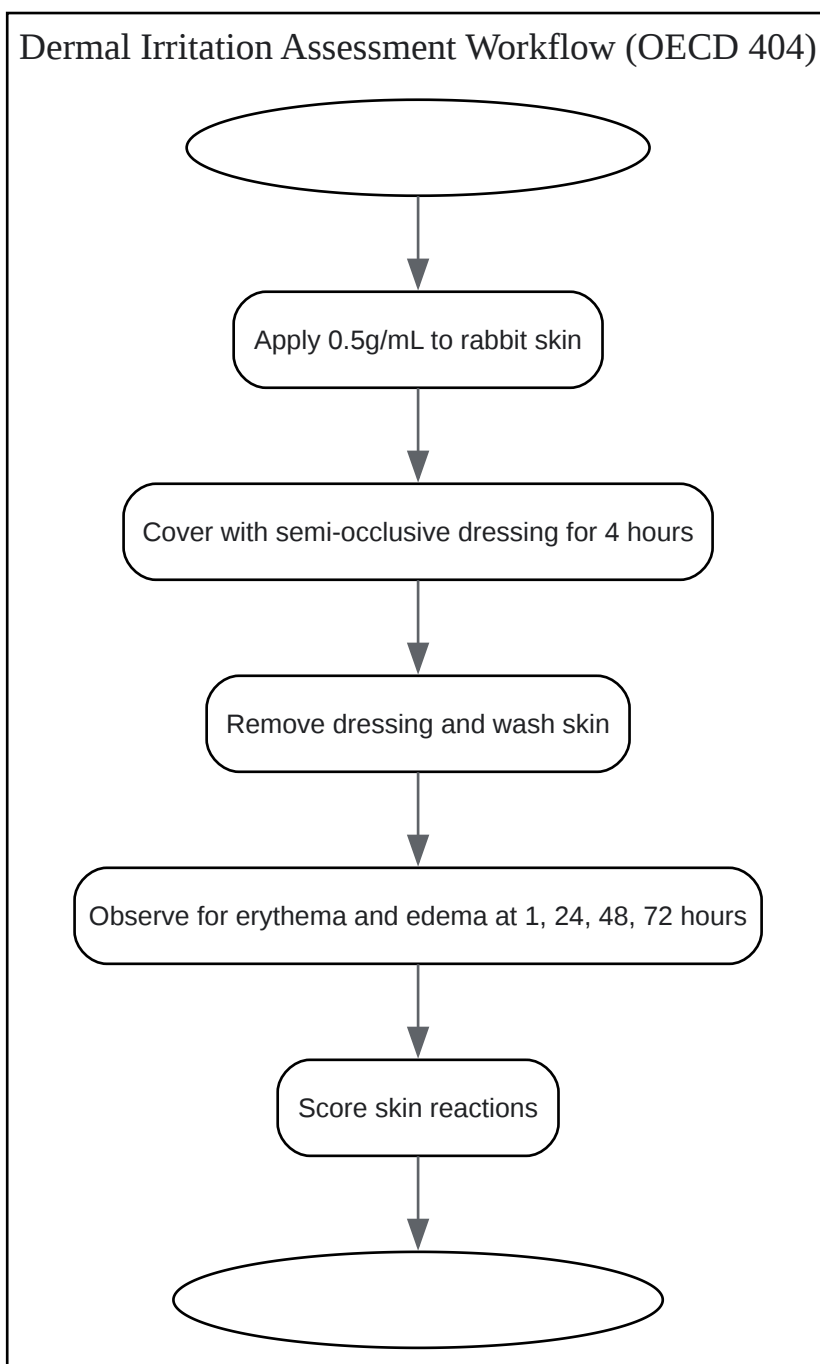 Dermal Irritation Assessment Workflow (OECD 404)
Apply 0.5g/mL to rabbit skin
Cover with semi-occlusive dressing for 4 hours
Remove dressing and wash skin
Observe for erythema and edema at 1, 24, 48, 72 hours
Score skin reactions